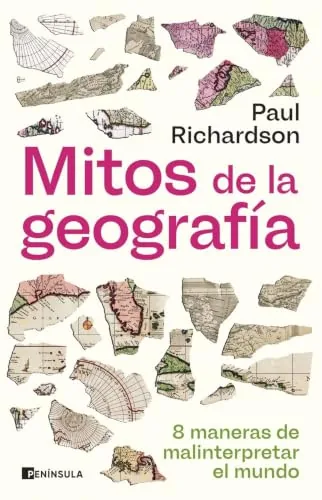 Paul
Richardson
Mitos de la
geografía
8 maneras de
malinterpretar
el mundo
PENÍNSULA